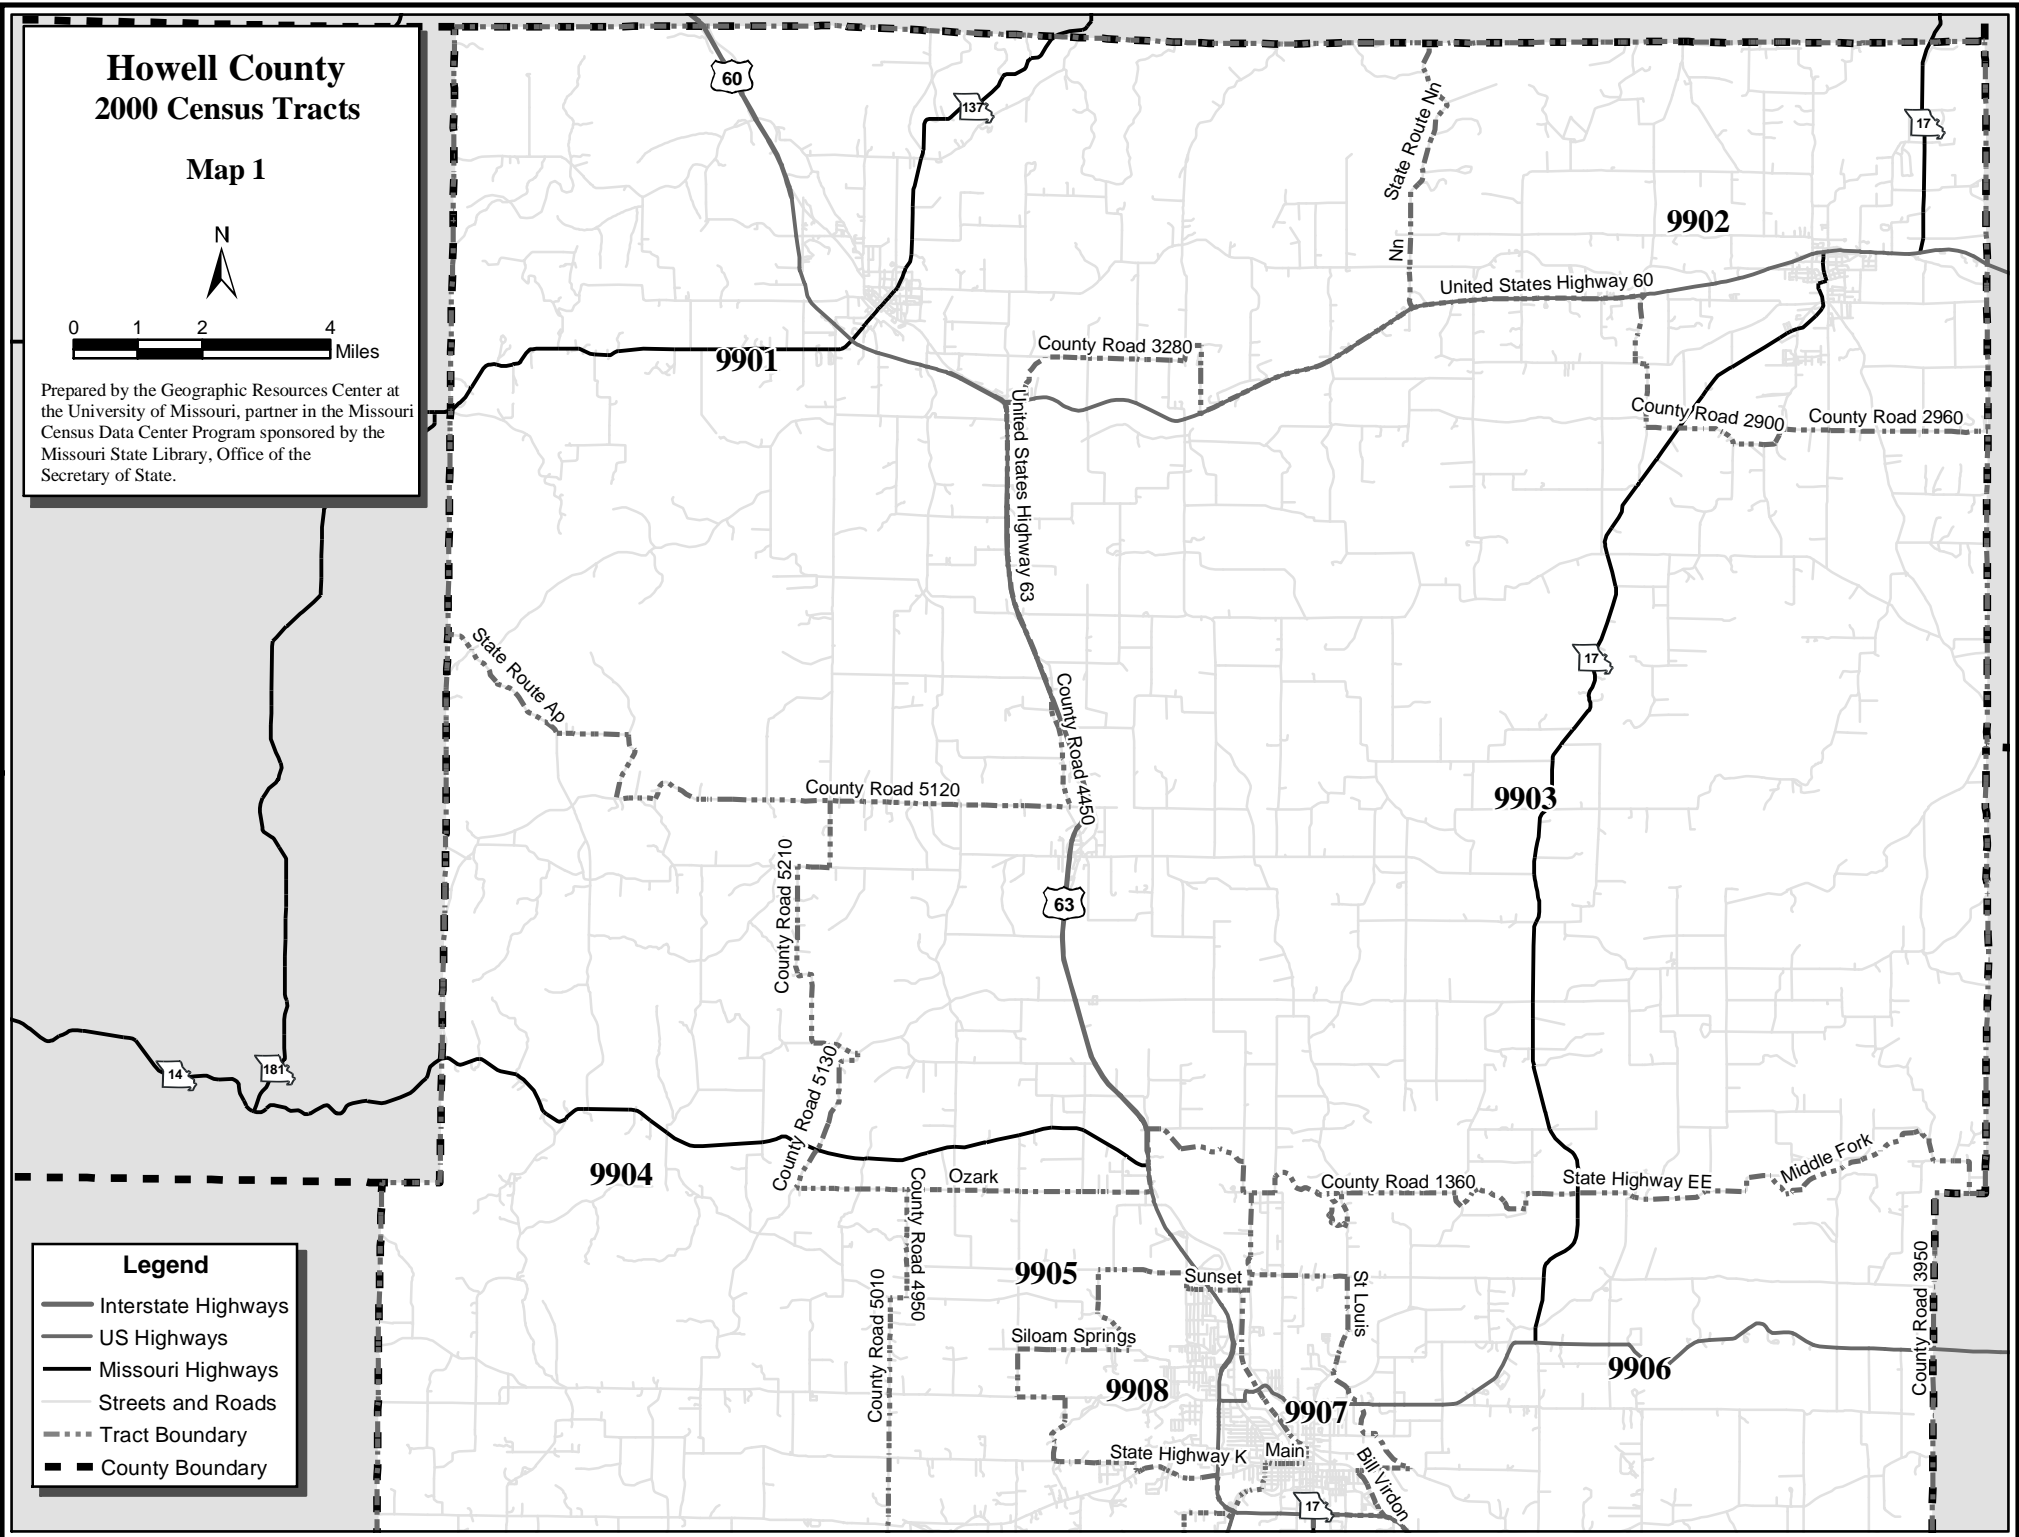 Howell County
2000 Census Tracts
Map 1
N
0 1 2 4
Miles
Prepared by the Geographic Resources Center at
the University of Missouri, partner in the Missouri
Census Data Center Program sponsored by the
Missouri State Library, Office of the
Secretary of State.
60
137
17
State Route Nn
9902
Nn
United States Highway 60
County Road 3280
9901
United States Highway 63
County Road 2900
County Road 2960
State Route Ap
17
County Road 4450
County Road 5120
9903
County Road 5210
63
14
181
County Road 5130
9904
Ozark
County Road 1360
State Highway EE
Middle Fork
County Road 4950
9905
Sunset
St Louis
County Road 3950
County Road 5010
Siloam Springs
9908
9907
9906
State Highway K
Main
Bill Virdon
17
Legend
Interstate Highways
US Highways
Missouri Highways
Streets and Roads
Tract Boundary
County Boundary